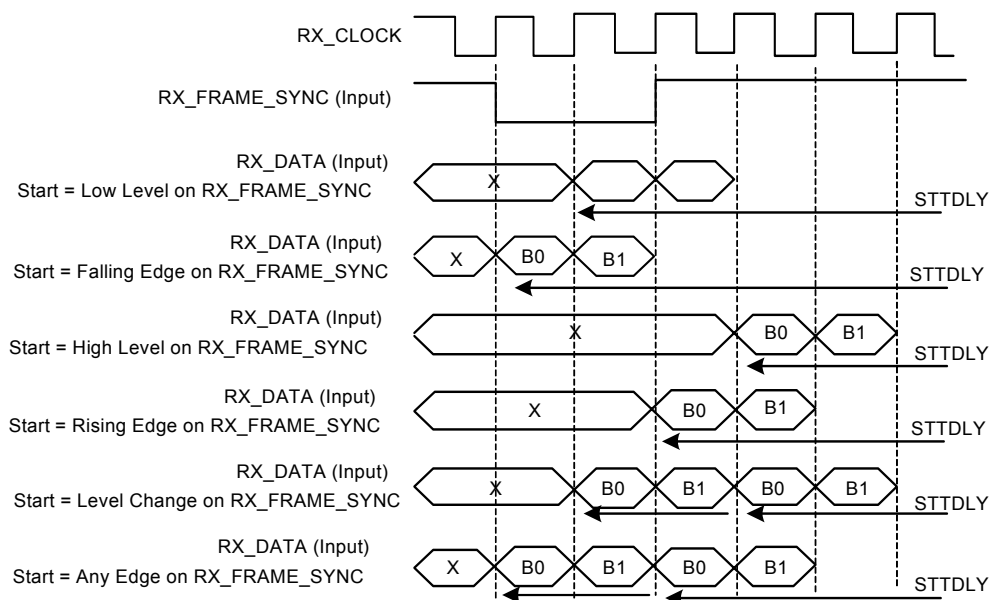 RX_CLOCK
RX_FRAME_SYNC (Input)
RX_DATA (Input)
Start = Low Level on RX_FRAME_SYNC
X
STTDLY
RX_DATA (Input)
Start = Falling Edge on RX_FRAME_SYNC
X B0 B1
STTDLY
RX_DATA (Input)
Start = High Level on RX_FRAME_SYNC
X B0 B1
STTDLY
RX_DATA (Input)
Start = Rising Edge on RX_FRAME_SYNC
X B0 B1
STTDLY
RX_DATA (Input)
Start = Level Change on RX_FRAME_SYNC
X B0 B1 B0 B1
STTDLY
RX_DATA (Input)
Start = Any Edge on RX_FRAME_SYNC
X B0 B1 B0 B1
STTDLY